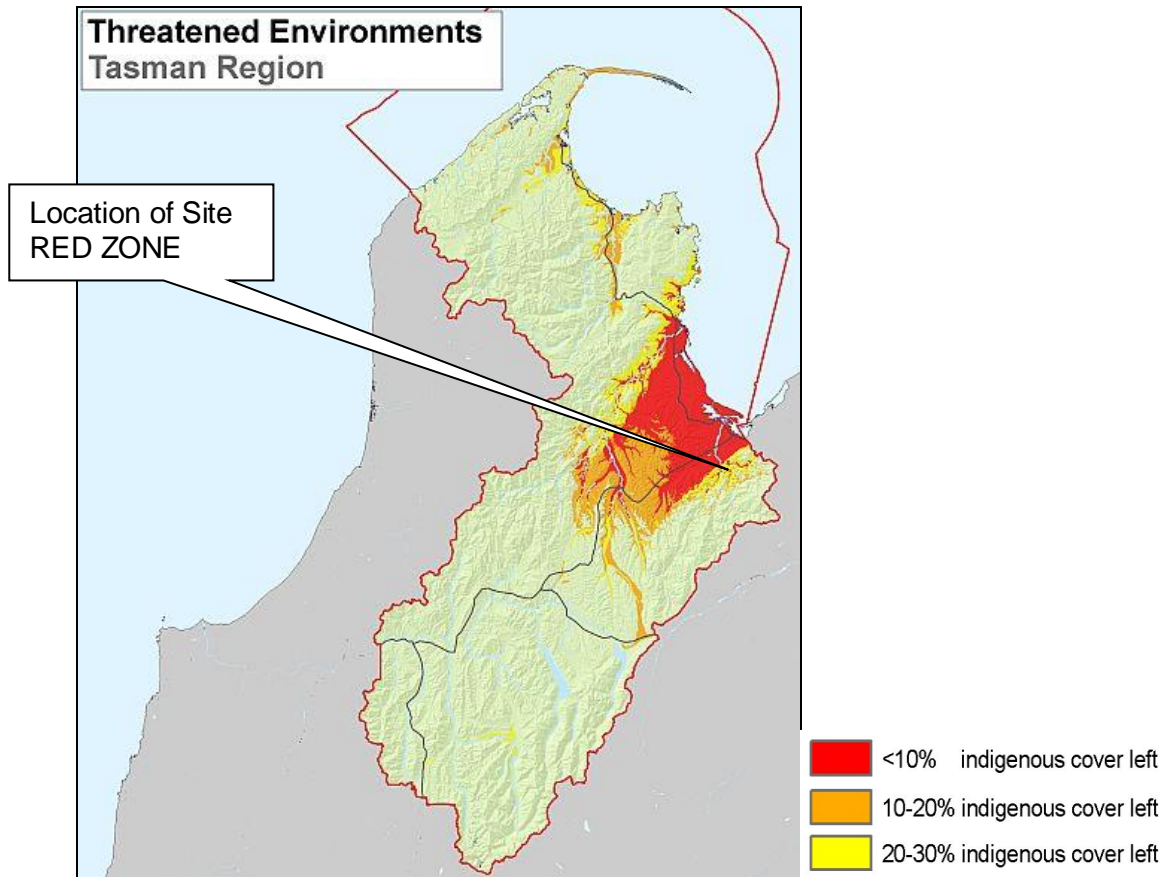 Threatened Environments
Tasman Region
Location of Site
RED ZONE
<10% indigenous cover left
10-20% indigenous cover left
20-30% indigenous cover left